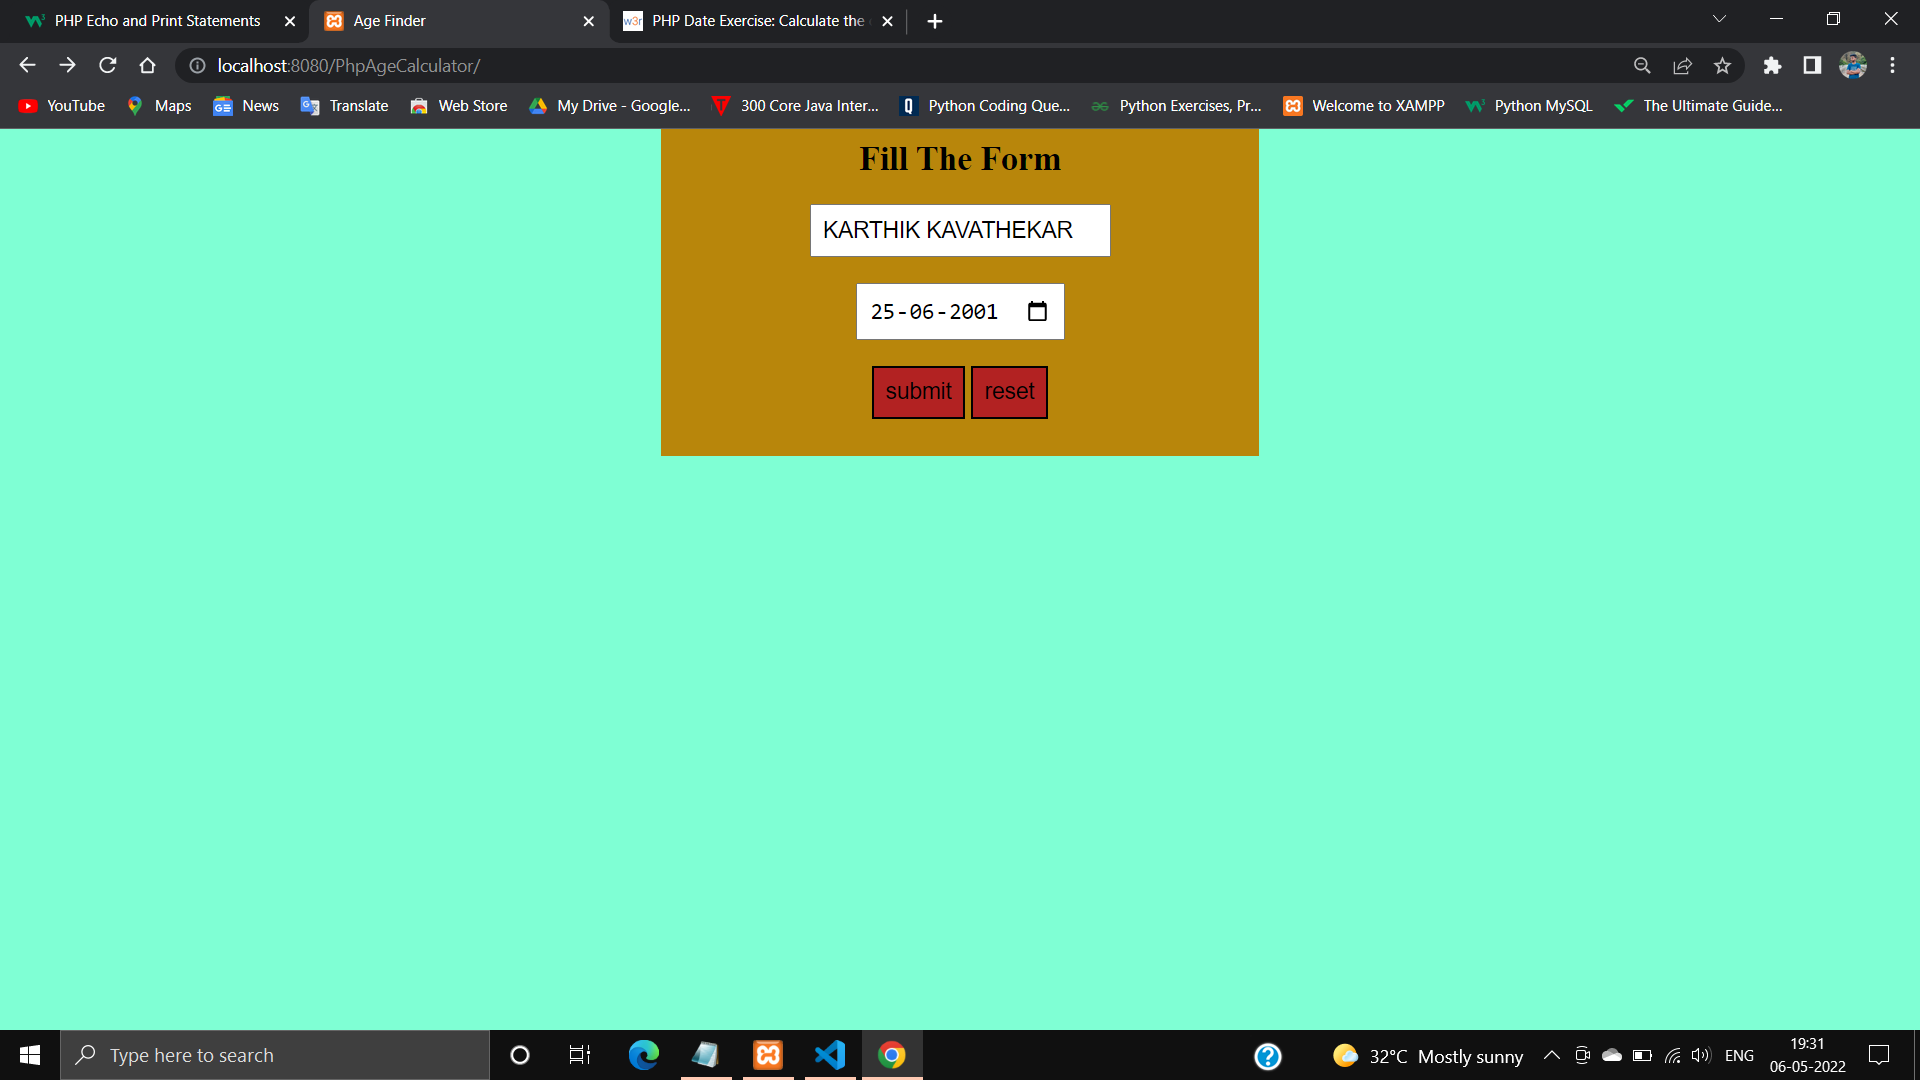 PHP Echo and Print Statements
Age Finder
w3r PHP Date Exercise: Calculate the
localhost:8080/PhpAgeCalculator/
YouTube Maps News Translate Web Store My Drive - Google... 300 Core Java Inter... Python Coding Que... Python Exercises, Pr... Welcome to XAMPP Python MySQL The Ultimate Guide...
Fill The Form
KARTHIK KAVATHEKAR
25-06-2001
submit reset
Type here to search
32°C Mostly sunny
ENG
19:31
06-05-2022